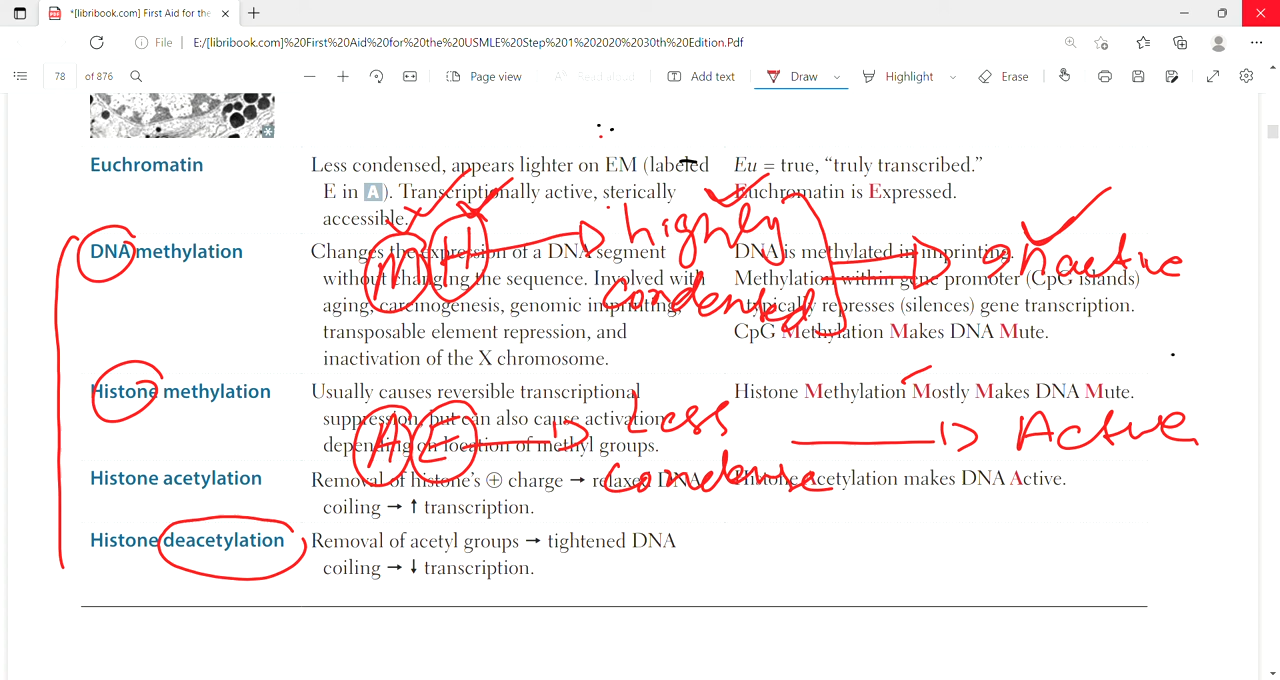 *[libribook.com] First Aid for the
File | E:/[libribook.com]%20First%20Aid%20for%20the%20USMLE%20Step%201%202020%2030th%20Edition.Pdf
78 of 876 Page view Read aloud Add text Draw Highlight Erase
Euchromatin
Less condensed, appears lighter on EM (labeled
E in A). Transcriptionally active, sterically
accessible.
Eu = true, “truly transcribed.”
Euchromatin is Expressed.
DNA methylation
Changes the expression of a DNA segment
without changing the sequence. Involved with
aging, carcinogenesis, genomic imprinting,
transposable element repression, and
inactivation of the X chromosome.
DNA is methylated in imprinting.
Methylation within gene promoter (CpG islands)
typically represses (silences) gene transcription.
CpG Methylation Makes DNA Mute.
M H highly
condensed
inactive
Histone methylation
Usually causes reversible transcriptional
suppression, but can also cause activation
depending on location of methyl groups.
Histone Methylation Mostly Makes DNA Mute.
A E Less
condense
Active
Histone acetylation
Removal of histone’s ⊕ charge → relaxed DNA
coiling → ↑ transcription.
Histone Acetylation makes DNA Active.
Histone deacetylation
Removal of acetyl groups → tightened DNA
coiling → ↓ transcription.